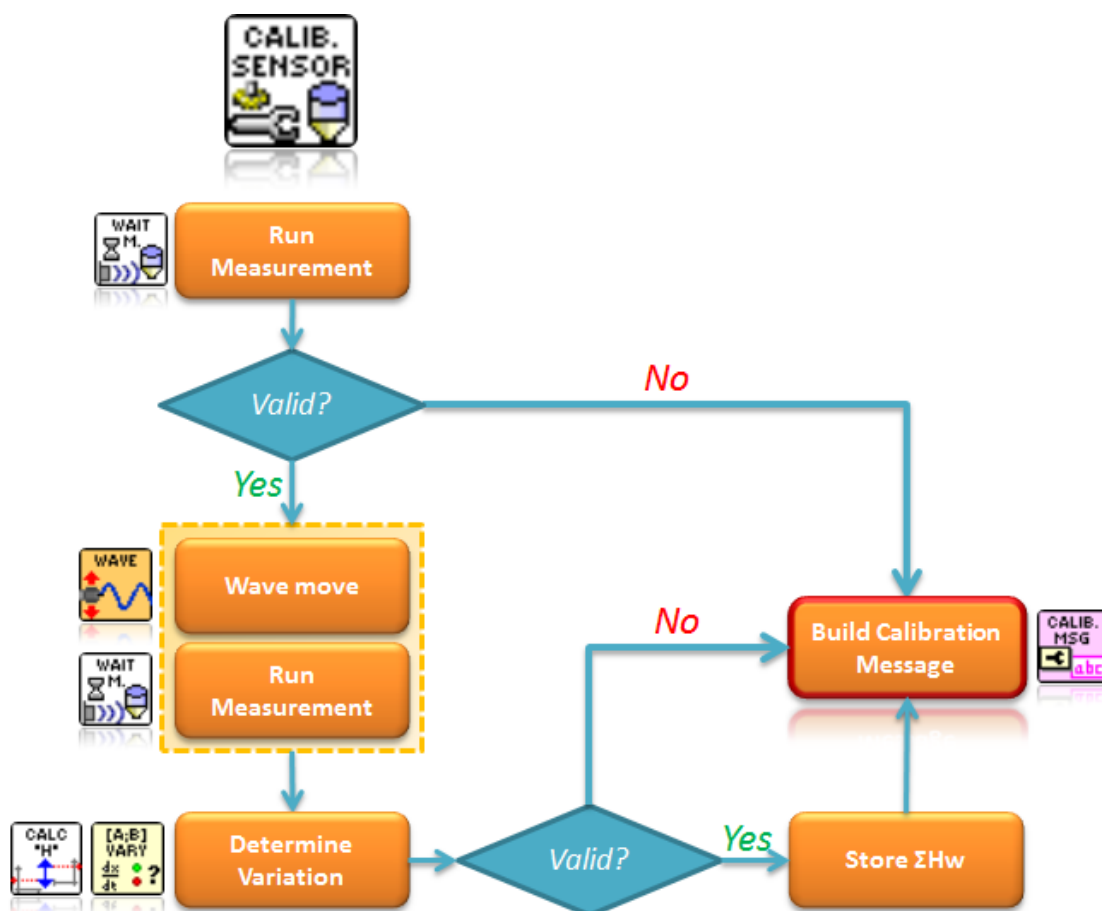 CALIB.
SENSOR
WAIT
M.
Run
Measurement
Valid?
No
Yes
WAVE
Wave move
WAIT
M.
Run
Measurement
No
Build Calibration
Message
CALIB.
MSG
abc
CALC
"H"
[A;B]
VARY
dx
dt
?
Determine
Variation
Valid?
Yes
Store ΣHw